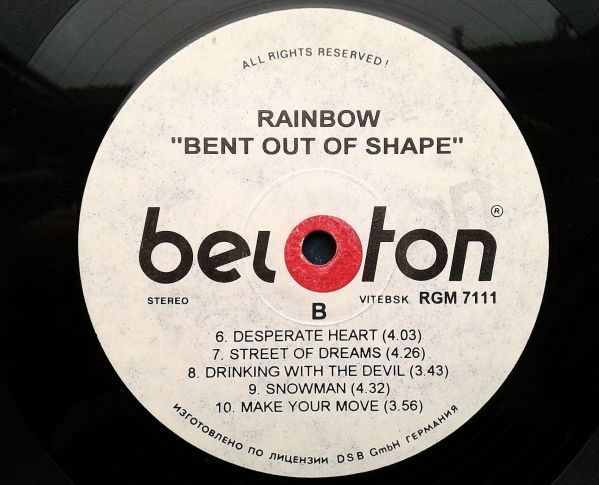 ALL RIGHTS RESERVED!
RAINBOW
"BENT OUT OF SHAPE"
beloton ®
STEREO
B
VITEBSK RGM 7111
6. DESPERATE HEART (4.03)
7. STREET OF DREAMS (4.26)
8. DRINKING WITH THE DEVIL (3.43)
9. SNOWMAN (4.32)
10. MAKE YOUR MOVE (3.56)
ИЗГОТОВЛЕНО ПО ЛИЦЕНЗИИ DSB GmbH ГЕРМАНИЯ